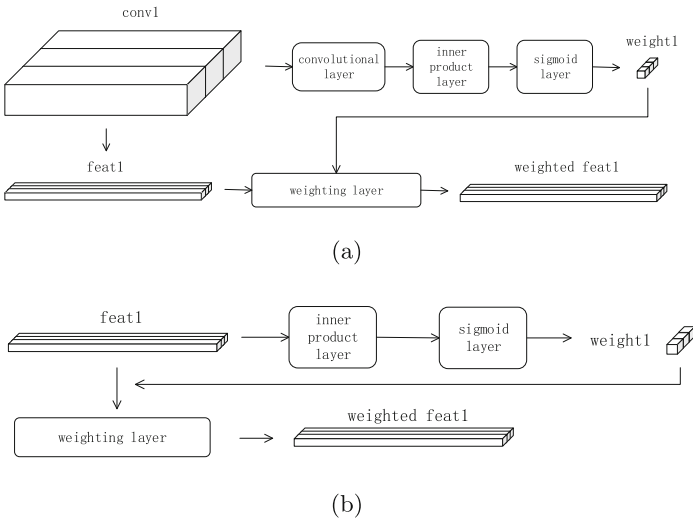 conv1
convolutional
layer
inner
product
layer
sigmoid
layer
weight1
feat1
weighting layer
weighted feat1
(a)
feat1
inner
product
layer
sigmoid
layer
weight1
weighting layer
weighted feat1
(b)